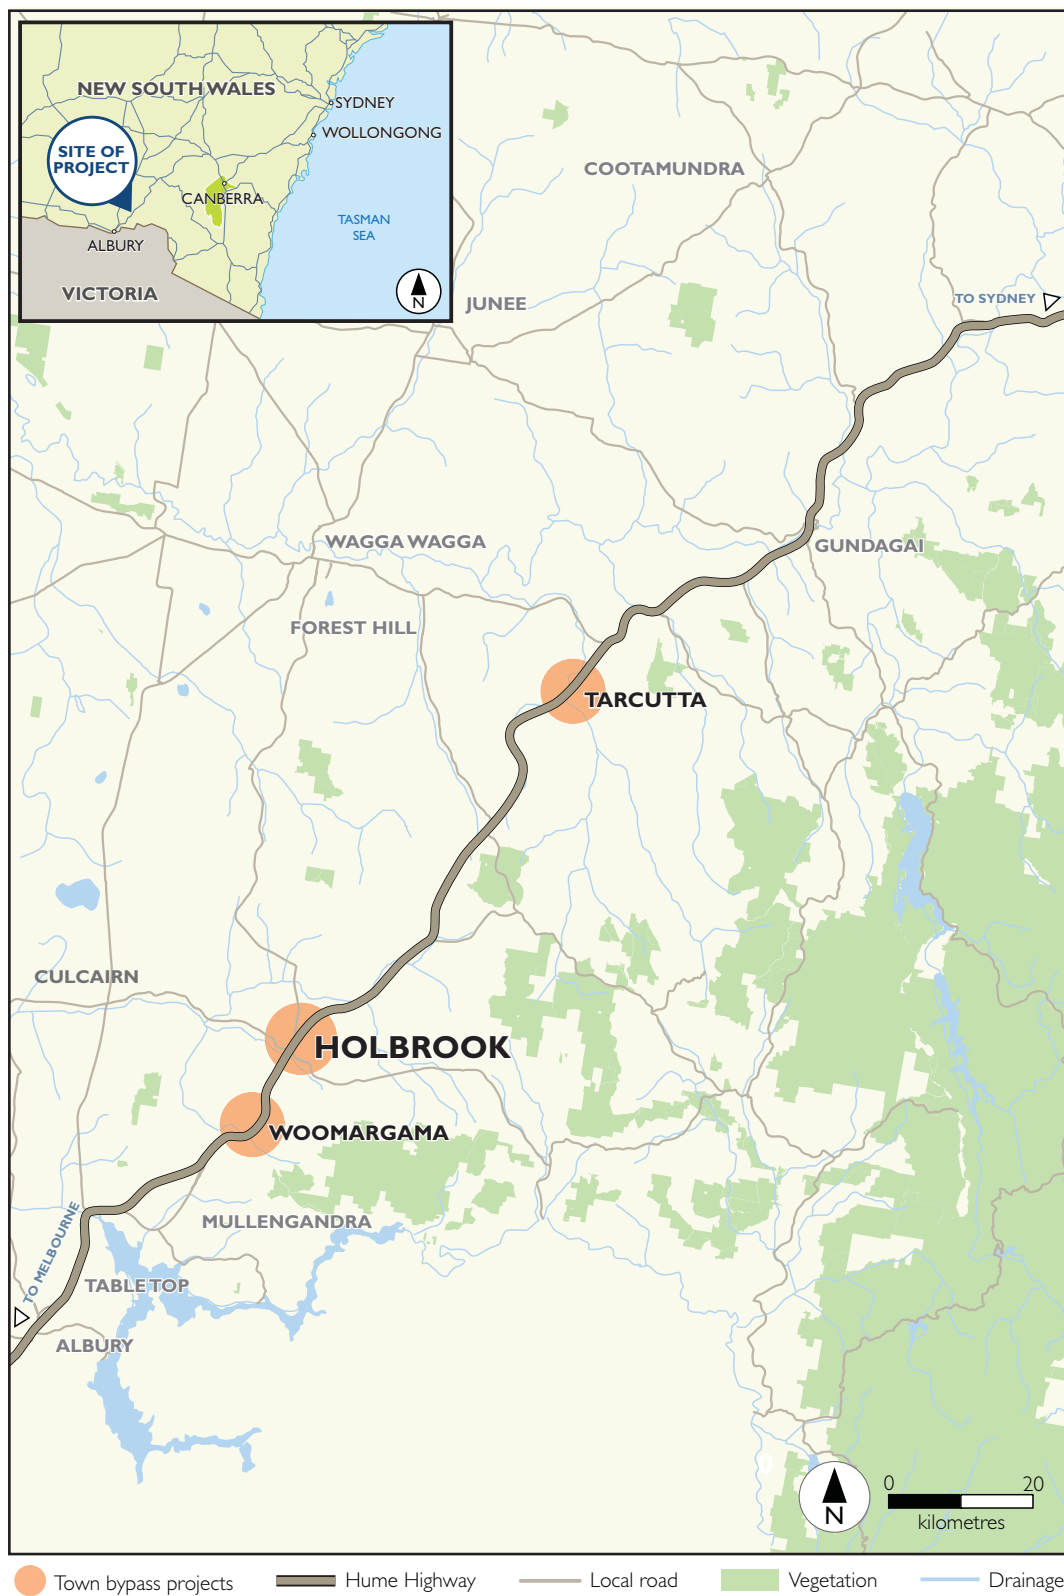 NEW SOUTH WALES
SYDNEY
WOLLONGONG
SITE OF
PROJECT
CANBERRA
TASMAN
SEA
ALBURY
VICTORIA
N
COOTAMUNDRA
JUNEE
TO SYDNEY
WAGGA WAGGA
GUNDAGAI
FOREST HILL
TARCUTTA
CULCAIRN
HOLBROOK
WOOMARGAMA
MULLENGANDRA
TO MELBOURNE
TABLE TOP
ALBURY
N
0 20
kilometres
Town bypass projects
Hume Highway
Local road
Vegetation
Drainage